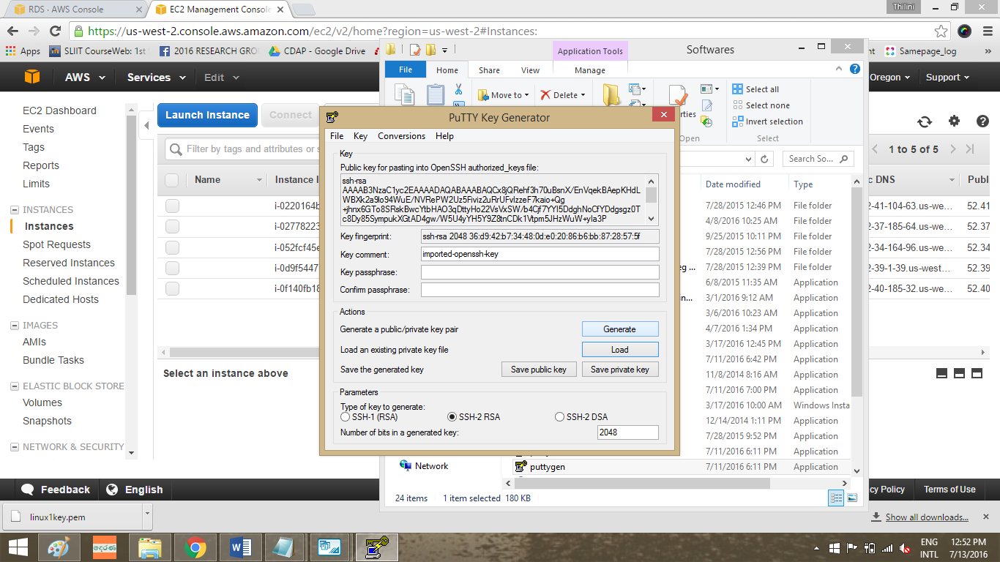 RDS · AWS Console
EC2 Management Console
Thilini
https://us-west-2.console.aws.amazon.com/ec2/v2/home?region=us-west-2#Instances:
Apps
SLIIT CourseWeb: 1st S
2016 RESEARCH GRO
CDAP - Google Drive
Samepage_log
AWS
Services
Edit
Oregon
Support
Application Tools
Softwares
File
Home
Share
View
Manage
Move to
Delete
Select all
Select none
Invert selection
Open
Select
Search So...
Date modified
Type
EC2 Dashboard
Events
Tags
Reports
Limits
INSTANCES
Instances
Spot Requests
Reserved Instances
Scheduled Instances
Dedicated Hosts
IMAGES
AMIs
Bundle Tasks
ELASTIC BLOCK STORE
Volumes
Snapshots
NETWORK & SECURITY
Launch Instance
Connect
Filter by tags and attributes or s
1 to 5 of 5
Name
Instance I
DNS
Publ
i-0220164b
i-02778223
i-052fcf45e
i-0d9f5447
i-0f140fb18
2-41-104-63.us-we...
52.41
2-37-185-64.us-we...
52.37
2-34-164-96.us-we...
52.34
2-39-1-39.us-west...
52.39
2-40-185-32.us-we...
52.40
Select an instance above
PuTTY Key Generator
File
Key
Conversions
Help
Key
Public key for pasting into OpenSSH authorized_keys file:
ssh-rsa
AAAAB3NzaC1yc2EAAAADAQABAAABAQCx8jQRehf3h70uBsnX/EnVqekBAepKHdL
WBXk2a9lo94WuE/NVRePW2Uz5Fiviz2uRrUFvlzzeF7kaio+Qg
+jhnx6GTo8SRskBwcYtbHAO3qDttyHo22VsVxSW/b4Cjf7YYI5DdghNoCfYDdgsgz0T
c8Dy85SympukXGtAD4gw/W5U4yYH5Y9Z8tnCDk1Vtpm5JHzWuW+yIa3P
Key fingerprint:
ssh-rsa 2048 36:d9:42:b7:34:48:0d:e0:20:86:b6:bb:87:28:57:5f
Key comment:
imported-openssh-key
Key passphrase:
Confirm passphrase:
Actions
Generate a public/private key pair
Generate
Load an existing private key file
Load
Save the generated key
Save public key
Save private key
Parameters
Type of key to generate:
SSH-1 (RSA)
SSH-2 RSA
SSH-2 DSA
Number of bits in a generated key:
2048
7/28/2015 12:46 PM
File folder
4/8/2016 10:25 AM
File folder
9/25/2015 10:11 PM
File folder
7/28/2015 12:56 PM
File folder
7/28/2015 12:39 PM
File folder
6/8/2015 11:35 AM
Application
3/1/2016 9:12 AM
Application
3/6/2016 10:23 AM
Application
4/7/2016 1:34 PM
Application
3/17/2016 12:45 PM
Application
7/11/2016 6:42 PM
Application
11/8/2014 8:16 AM
Application
7/11/2016 7:00 PM
Application
3/17/2016 10:00 AM
Windows Insta
12/14/2014 1:11 PM
Application
7/28/2015 9:52 PM
Application
7/11/2016 6:11 PM
Application
Network
puttygen
7/11/2016 6:11 PM
Application
24 items
1 item selected 180 KB
Feedback
English
cy Policy
Terms of Use
linux1key.pem
Show all downloads...
දෙරණ
ENG
INTL
12:52 PM
7/13/2016